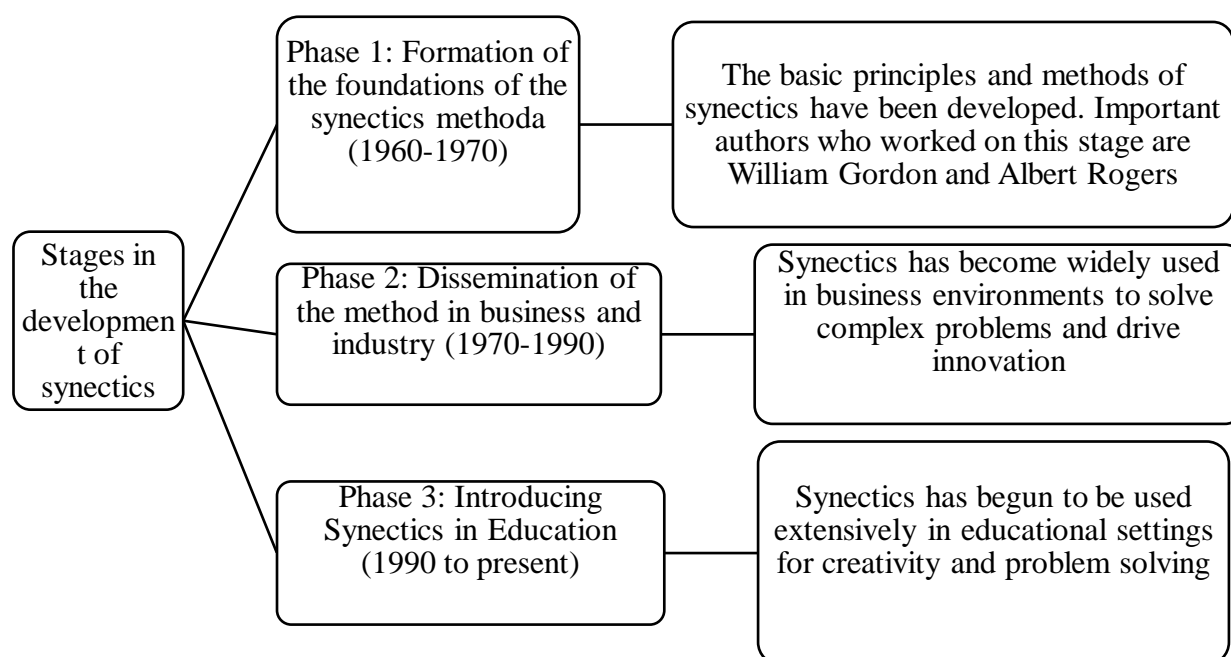 Stages in
the
developmen
t of
synectics
Phase 1: Formation of
the foundations of the
synectics methoda
(1960-1970)
The basic principles and methods of
synectics have been developed. Important
authors who worked on this stage are
William Gordon and Albert Rogers
Phase 2: Dissemination of
the method in business and
industry (1970-1990)
Synectics has become widely used
in business environments to solve
complex problems and drive
innovation
Phase 3: Introducing
Synectics in Education
(1990 to present)
Synectics has begun to be used
extensively in educational settings
for creativity and problem solving